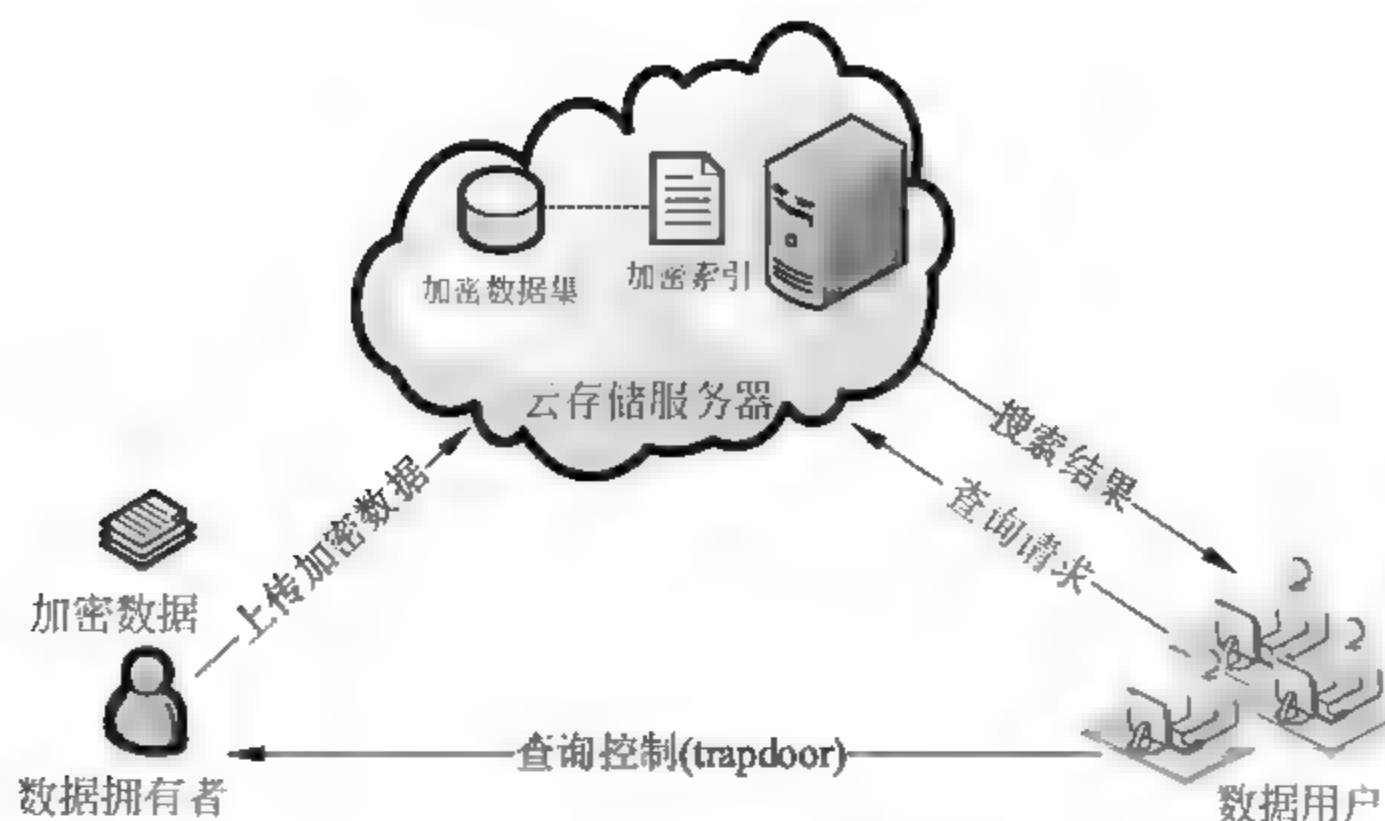 加密数据集
加密索引
云存储服务器
搜索结果
查询请求
上传加密数据
加密数据
查询控制(trapdoor)
数据拥有者
数据用户